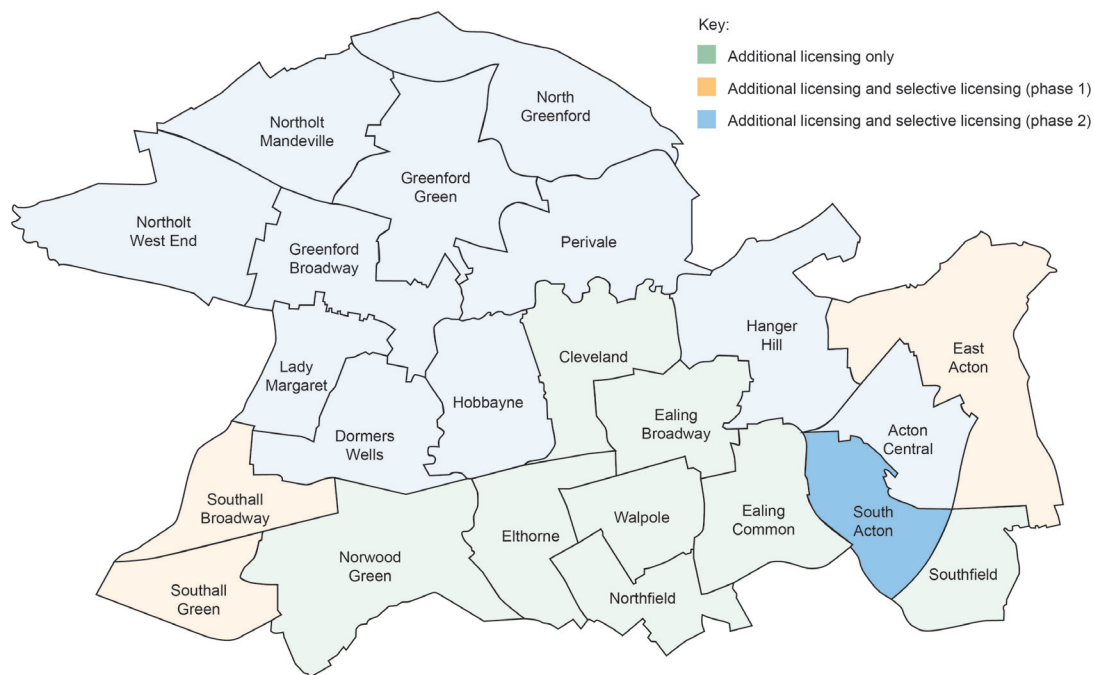 Key:
Additional licensing only
Additional licensing and selective licensing (phase 1)
Additional licensing and selective licensing (phase 2)
North
Greenford
Northolt
Mandeville
Greenford
Green
Northolt
West End
Greenford
Broadway
Perivale
Hanger
Hill
East
Acton
Cleveland
Lady
Margaret
Hobbayne
Ealing
Broadway
Dormers
Wells
Acton
Central
Southall
Broadway
South
Acton
Walpole
Ealing
Common
Elthorne
Norwood
Green
Southfield
Southall
Green
Northfield